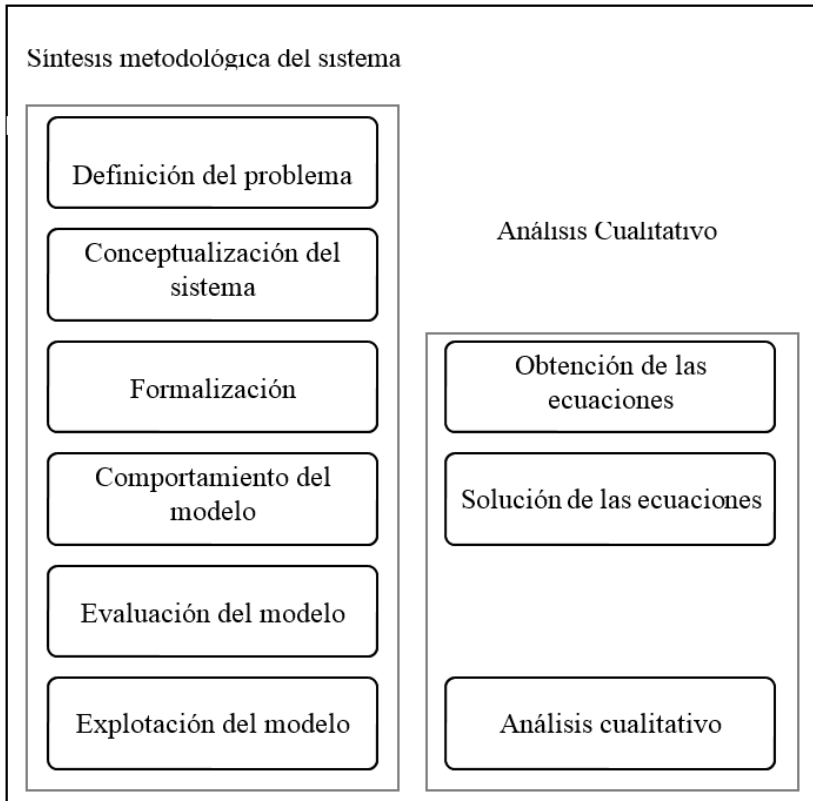 Síntesis metodológica del sistema
Definición del problema
Conceptualización del
sistema
Formalización
Comportamiento del
modelo
Evaluación del modelo
Explotación del modelo
Análisis Cualitativo
Obtención de las
ecuaciones
Solución de las ecuaciones
Análisis cualitativo